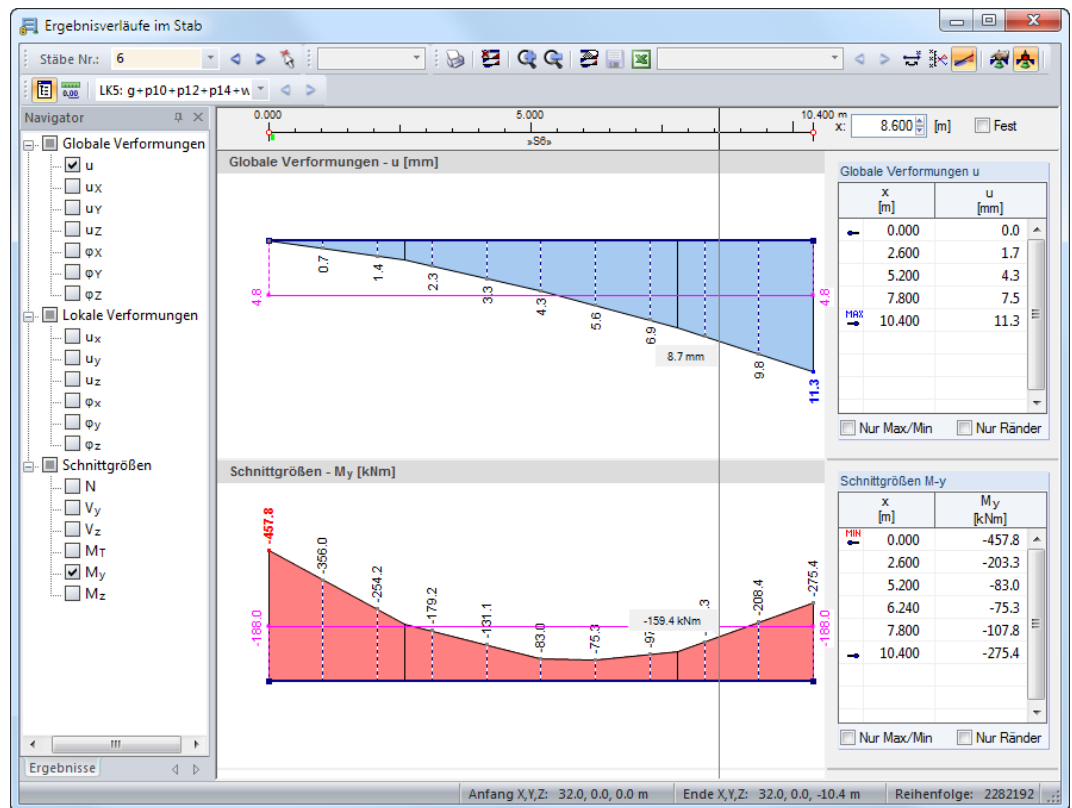 Ergebnisverläufe im Stab
Stäbe Nr.: 6
0,00 LK5: g+p10+p12+p14+w
Navigator
Globale Verformungen
u
uX
uY
uZ
φX
φY
φZ
Lokale Verformungen
ux
uy
uz
φx
φy
φz
Schnittgrößen
N
Vy
Vz
MT
My
Mz
Ergebnisse
0.000 5.000 10.400 m
»S6»
x: 8.600 [m] Fest
Globale Verformungen - u [mm]
4.8 0.7 1.4 2.3 3.3 4.3 5.6 6.9 8.7 mm 9.8 11.3 4.8
Globale Verformungen u
x u
[m] [mm]
0.000 0.0
2.600 1.7
5.200 4.3
7.800 7.5
MAX 10.400 11.3
Nur Max/Min Nur Ränder
Schnittgrößen - My [kNm]
-457.8 -188.0 -356.0 -254.2 -179.2 -131.1 -83.0 -75.3 -97 -159.4 kNm .3 -208.4 -275.4 -188.0
Schnittgrößen M-y
x My
[m] [kNm]
MIN 0.000 -457.8
2.600 -203.3
5.200 -83.0
6.240 -75.3
7.800 -107.8
10.400 -275.4
Nur Max/Min Nur Ränder
Anfang X,Y,Z: 32.0, 0.0, 0.0 m Ende X,Y,Z: 32.0, 0.0, -10.4 m Reihenfolge: 2282192